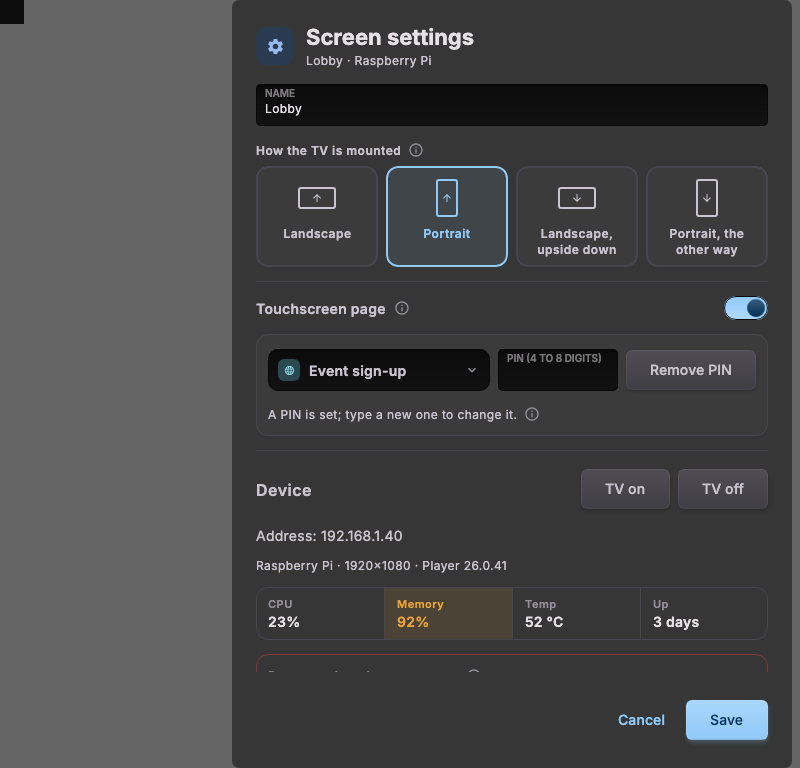 Screen settings
Lobby · Raspberry Pi
NAME
Lobby
How the TV is mounted
Landscape
Portrait
Landscape,
upside down
Portrait, the
other way
Touchscreen page
Event sign-up
PIN (4 TO 8 DIGITS)
Remove PIN
A PIN is set; type a new one to change it.
Device
TV on
TV off
Address: 192.168.1.40
Raspberry Pi · 1920×1080 · Player 26.0.41
CPU
23%
Memory
92%
Temp
52 °C
Up
3 days
Cancel
Save